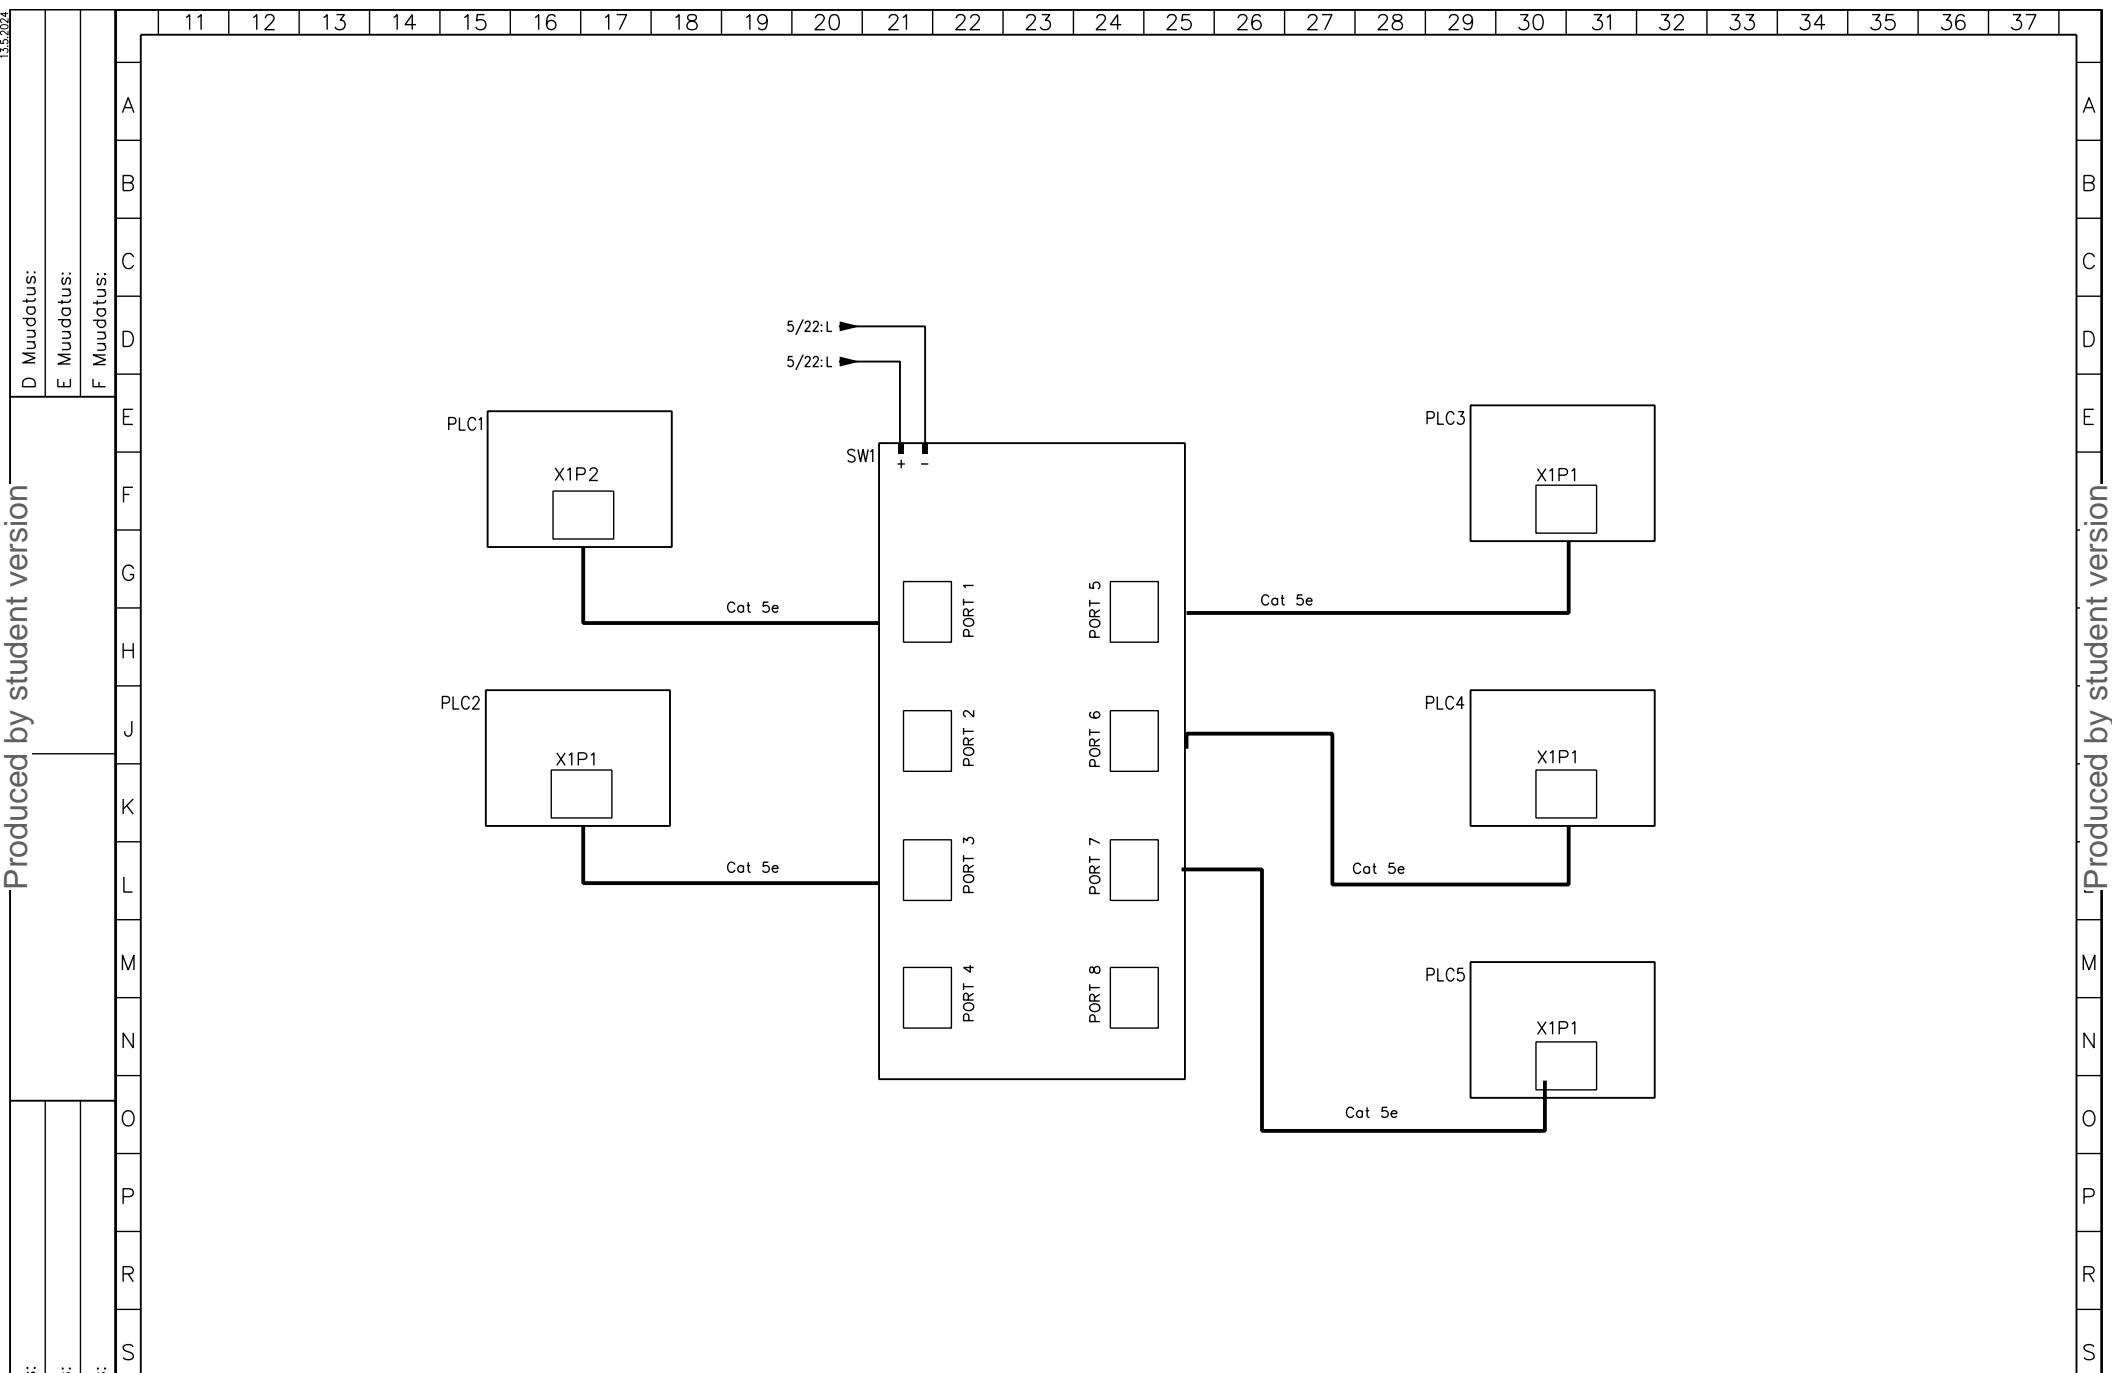 13.5.2024
11 12 13 14 15 16 17 18 19 20 21 22 23 24 25 26 27 28 29 30 31 32 33 34 35 36 37
D Muudatus:
E Muudatus:
F Muudatus:
A A
B B
C C
D D
E E
F
G
H
J
K
L
M M
N N
O O
P P
R R
S S
Produced by student version
Produced by student version
5/22:L
5/22:L
PLC1
X1P2
Cat 5e
PLC2
X1P1
Cat 5e
SW1
+ -
PORT 1
PORT 2
PORT 3
PORT 4
PORT 5
PORT 6
PORT 7
PORT 8
PLC3
X1P1
Cat 5e
PLC4
X1P1
Cat 5e
PLC5
X1P1
Cat 5e